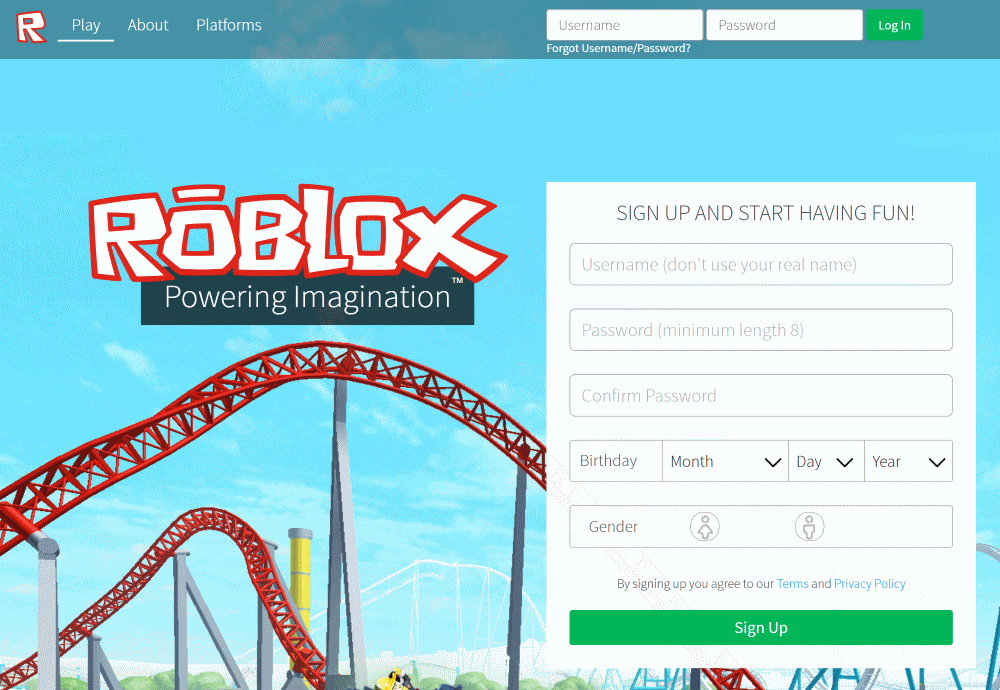 R Play About Platforms Username Password Log In
Forgot Username/Password?
RŌBLOX
Powering Imagination™
SIGN UP AND START HAVING FUN!
Username (don't use your real name)
Password (minimum length 8)
Confirm Password
Birthday Month Day Year
Gender
By signing up you agree to our Terms and Privacy Policy
Sign Up